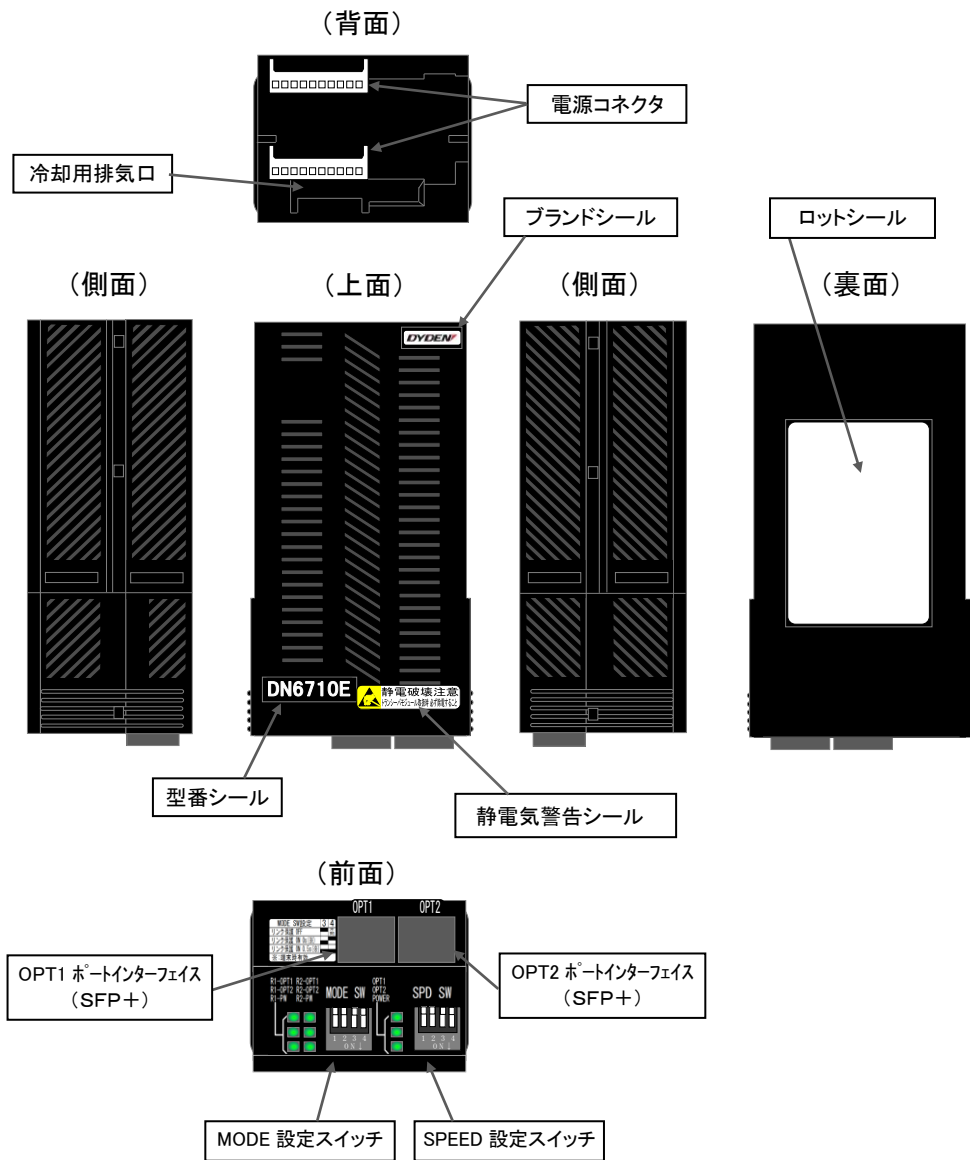 （背面）
電源コネクタ
冷却用排気口
ブランドシール
ロットシール
（側面）
（上面）
（側面）
（裏面）
DYDEN
DN6710E
静電破壊注意
型番シール
静電気警告シール
（前面）
OPT1
OPT2
MODE SW設定 3 4
OPT1 ポートインターフェイス
（SFP＋）
OPT2 ポートインターフェイス
（SFP＋）
R1-OPT1 R2-OPT1
R1-OPT2 R2-OPT2
R1-PW R2-PW
MODE SW
OPT1
OPT2
POWER
SPD SW
1 2 3 4
ON↓
1 2 3 4
ON↓
MODE 設定スイッチ
SPEED 設定スイッチ